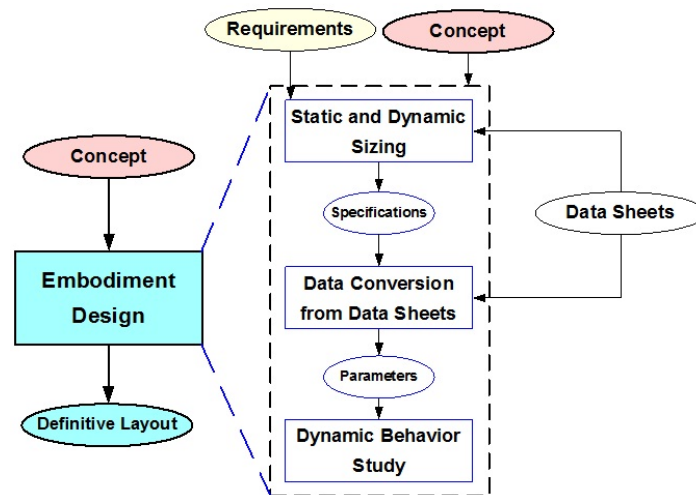 Requirements
Concept
Static and Dynamic
Sizing
Concept
Specifications
Data Sheets
Embodiment
Design
Data Conversion
from Data Sheets
Parameters
Definitive Layout
Dynamic Behavior
Study